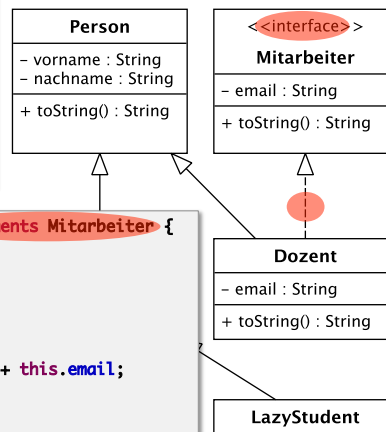 Person
- vorname : String
- nachname : String
+ toString() : String
<<interface>>
Mitarbeiter
- email : String
+ toString() : String
ents Mitarbeiter {
+ this.email;
Dozent
- email : String
+ toString() : String
LazyStudent